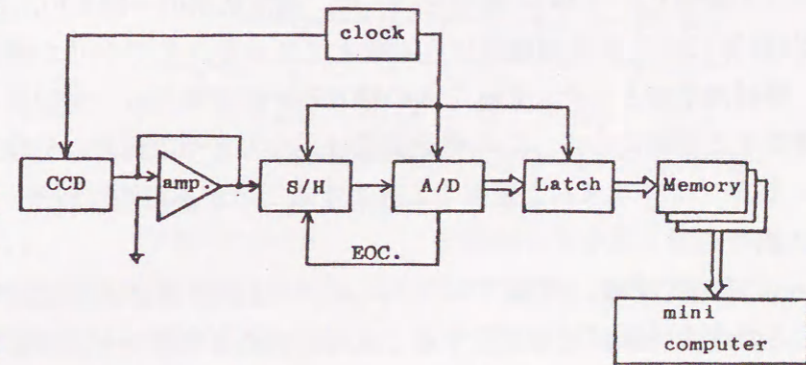 clock
CCD
amp.
S/H
A/D
Latch
Memory
EOC.
mini
computer